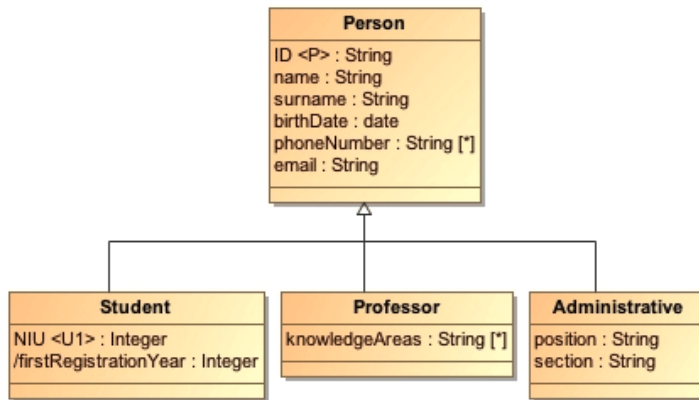 Person
ID <P> : String
name : String
surname : String
birthDate : date
phoneNumber : String [*]
email : String
Student
NIU <U1> : Integer
/firstRegistrationYear : Integer
Professor
knowledgeAreas : String [*]
Administrative
position : String
section : String